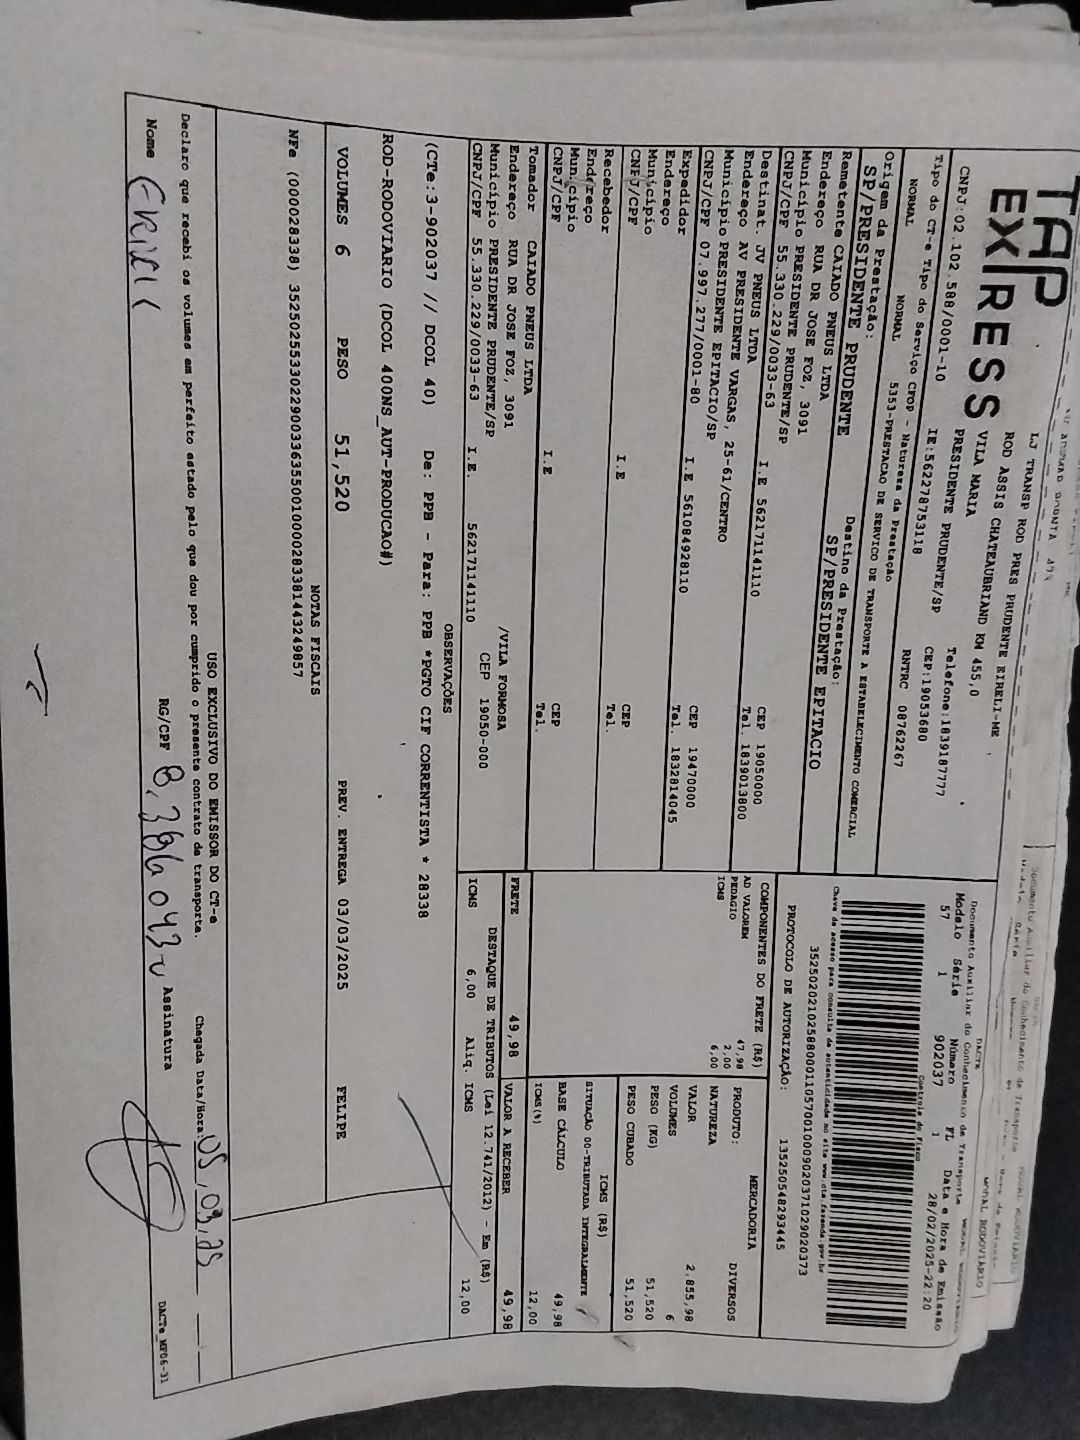 TAP
EXPRESS
LJ TRANSP ROD PRES PRUDENTE EIRELI-ME
ROD ASSIS CHATEAUBRIAND KM 455,0
VILA MARIA
PRESIDENTE PRUDENTE/SP
Telefone:1839187777
CNPJ:02.102.588/0001-10
IE:562278753118
CEP:19053680
Tipo do CT-e Tipo do Serviço CFOP - Natureza da Prestação
RNTRC 08762267
NORMAL NORMAL 5353-PRESTACAO DE SERVICO DE TRANSPORTE A ESTABELECIMENTO COMERCIAL
Origem da Prestação:
Destino da Prestação:
SP/PRESIDENTE PRUDENTE
SP/PRESIDENTE EPITACIO
Remetente CAIADO PNEUS LTDA
Endereço RUA DR JOSE FOZ, 3091
Município PRESIDENTE PRUDENTE/SP CEP 19050000
CNPJ/CPF 55.330.229/0033-63 I.E 562171141110 Tel. 1839013800
Destinat. JV PNEUS LTDA
Endereço AV PRESIDENTE VARGAS, 25-61/CENTRO
Município PRESIDENTE EPITACIO/SP CEP 19470000
CNPJ/CPF 07.997.277/0001-80 I.E 561084928110 Tel. 1832814045
Expedidor
Endereço
Município CEP
CNPJ/CPF I.E Tel.
Recebedor
Endereço
Município CEP
CNPJ/CPF I.E Tel.
Tomador CAIADO PNEUS LTDA
Endereço RUA DR JOSE FOZ, 3091 /VILA FORMOSA
Município PRESIDENTE PRUDENTE/SP CEP 19050-000
CNPJ/CPF 55.330.229/0033-63 I.E. 562171141110
DACTe
Documento Auxiliar do Conhecimento de Transporte
MODAL RODOVIARIO
Modelo Série Número FL Data e Hora de Emissão
57 1 902037 1 28/02/2025-22:20
Controle do Fisco
Chave de acesso para consulta de autenticidade no site www.cte.fazenda.gov.br
35250202102588000110570010009020371029020373
PROTOCOLO DE AUTORIZAÇÃO: 135250548293445
COMPONENTES DO FRETE (R$)
AD VALOREM 47,98
PEDAGIO 2,00
ICMS 6,00
PRODUTO: MERCADORIA
NATUREZA DIVERSOS
VALOR 2.855,98
VOLUMES 6
PESO (KG) 51,520
PESO CUBADO 51,520
ICMS (R$)
SITUAÇÃO 00-TRIBUTADA INTEGRALMENTE
BASE CÁLCULO 49,98
ICMS(%) 12,00
FRETE 49,98 VALOR A RECEBER 49,98
DESTAQUE DE TRIBUTOS (Lei 12.741/2012) - Em (R$)
ICMS 6,00 Aliq. ICMS 12,00
OBSERVAÇÕES
(CTe:3-902037 // DCOL 40) De: PPB - Para: PPB *PGTO CIF CORRENTISTA * 28338
ROD-RODOVIARIO (DCOL 400NS_AUT-PRODUCAO#)
VOLUMES 6 PESO 51,520 PREV. ENTREGA 03/03/2025 FELIPE
NOTAS FISCAIS
NFe (000028338) 35250255330229003363550010000283381443249857
USO EXCLUSIVO DO EMISSOR DO CT-e
Declaro que recebi os volumes em perfeito estado pelo que dou por cumprido o presente contrato de transporte.
Chegada Data/Hora: 05,03,25
Nome RG/CPF Assinatura
DACTe_MP06-31